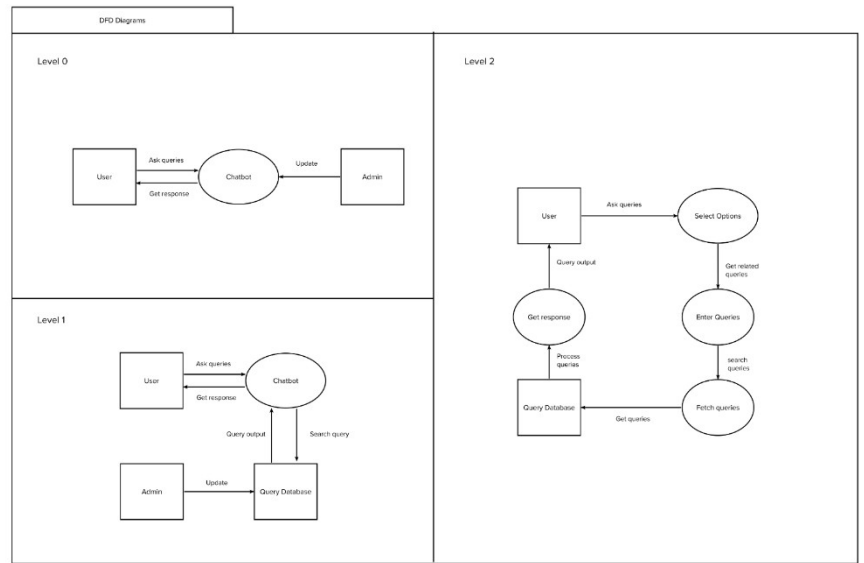 DFD Diagrams
Level 0
User
Ask queries
Get response
Chatbot
Update
Admin
Level 1
User
Ask queries
Get response
Chatbot
Query output
Search query
Admin
Update
Query Database
Level 2
User
Ask queries
Select Options
Query output
Get related
queries
Get response
Enter Queries
Process
queries
search
queries
Query Database
Get queries
Fetch queries